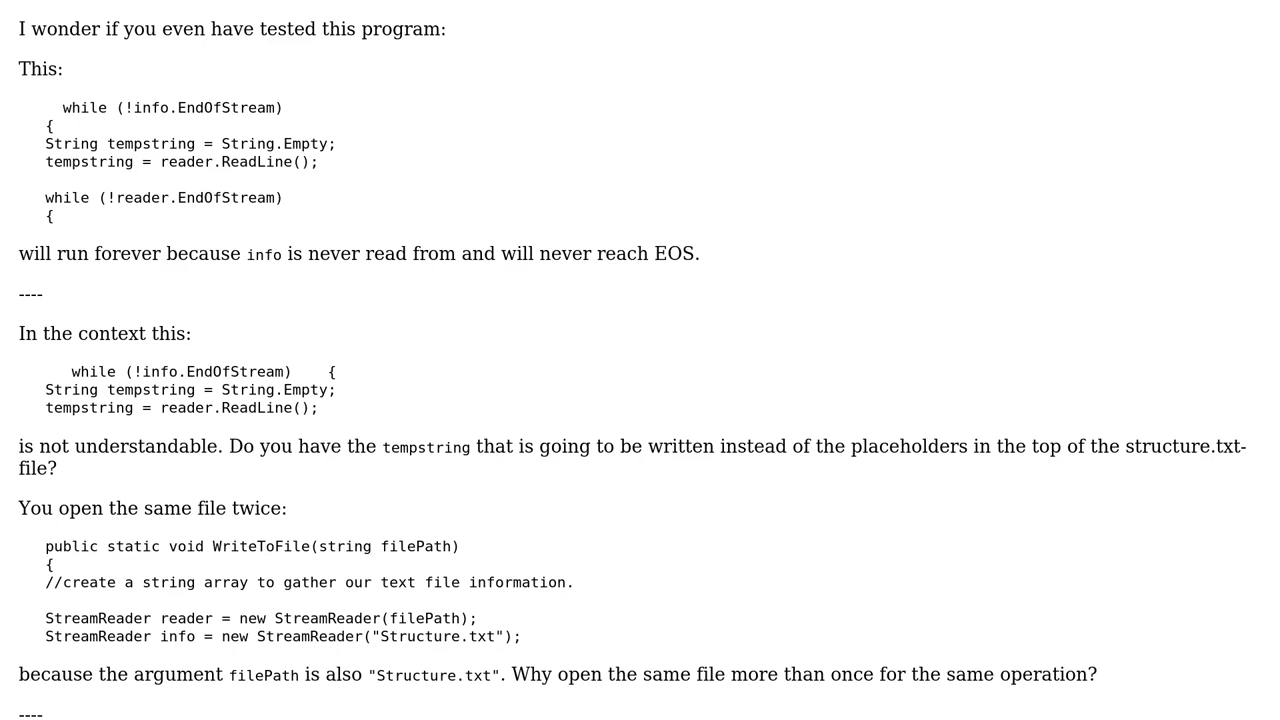 I wonder if you even have tested this program:
This:
while (!info.EndOfStream)
{
String tempstring = String.Empty;
tempstring = reader.ReadLine();
while (!reader.EndOfStream)
{
will run forever because info is never read from and will never reach EOS.
----
In the context this:
while (!info.EndOfStream)    {
String tempstring = String.Empty;
tempstring = reader.ReadLine();
is not understandable. Do you have the tempstring that is going to be written instead of the placeholders in the top of the structure.txt-
file?
You open the same file twice:
public static void WriteToFile(string filePath)
{
//create a string array to gather our text file information.
StreamReader reader = new StreamReader(filePath);
StreamReader info = new StreamReader("Structure.txt");
because the argument filePath is also "Structure.txt". Why open the same file more than once for the same operation?
----